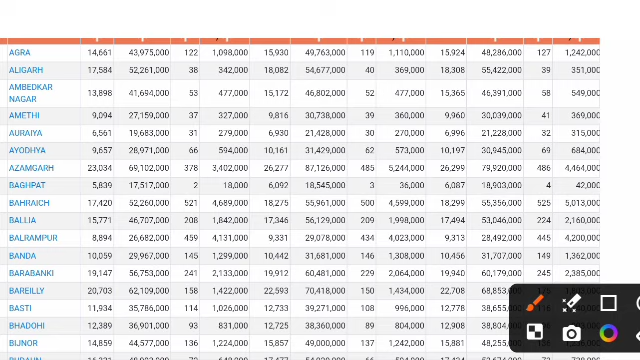 AGRA 14,661 43,975,000 122 1,098,000 15,930 49,763,000 119 1,110,000 15,924 48,286,000 127 1,242,000
ALIGARH 17,584 52,261,000 38 342,000 18,082 54,677,000 40 369,000 18,308 55,422,000 39 351,000
AMBEDKAR NAGAR 13,898 41,694,000 53 477,000 15,172 46,802,000 52 477,000 15,365 46,391,000 58 549,000
AMETHI 9,094 27,159,000 37 327,000 9,816 30,738,000 39 360,000 9,960 30,039,000 41 369,000
AURAIYA 6,561 19,683,000 31 279,000 6,930 21,428,000 30 270,000 6,996 21,228,000 32 315,000
AYODHYA 9,657 28,971,000 66 594,000 10,161 31,429,000 62 573,000 10,197 30,945,000 69 684,000
AZAMGARH 23,034 69,102,000 378 3,402,000 26,277 87,126,000 485 5,244,000 26,299 79,920,000 486 4,464,000
BAGHPAT 5,839 17,517,000 2 18,000 6,092 18,545,000 3 36,000 6,087 18,903,000 4 42,000
BAHRAICH 17,420 52,260,000 521 4,689,000 18,275 55,961,000 500 4,599,000 18,299 55,356,000 525 5,013,000
BALLIA 15,771 46,707,000 208 1,842,000 17,346 56,129,000 209 1,998,000 17,494 53,046,000 224 2,160,000
BALRAMPUR 8,894 26,682,000 459 4,131,000 9,331 29,078,000 434 4,023,000 9,313 28,492,000 445 4,200,000
BANDA 10,059 29,967,000 145 1,299,000 10,442 31,681,000 146 1,308,000 10,456 31,707,000 149 1,362,000
BARABANKI 19,147 56,753,000 241 2,133,000 19,912 60,481,000 229 2,064,000 19,940 60,179,000 245 2,385,000
BAREILLY 20,703 62,109,000 158 1,422,000 22,593 70,418,000 150 1,434,000 22,708 68,853,000
BASTI 11,934 35,786,000 114 1,026,000 12,733 39,271,000 108 996,000 12,778 38,655,000
BHADOHI 12,389 36,901,000 93 831,000 12,725 38,360,000 89 804,000 12,908 38,804,000
BIJNOR 14,859 44,577,000 136 1,224,000 15,857 49,000,000 137 1,242,000 15,881 48,255,000